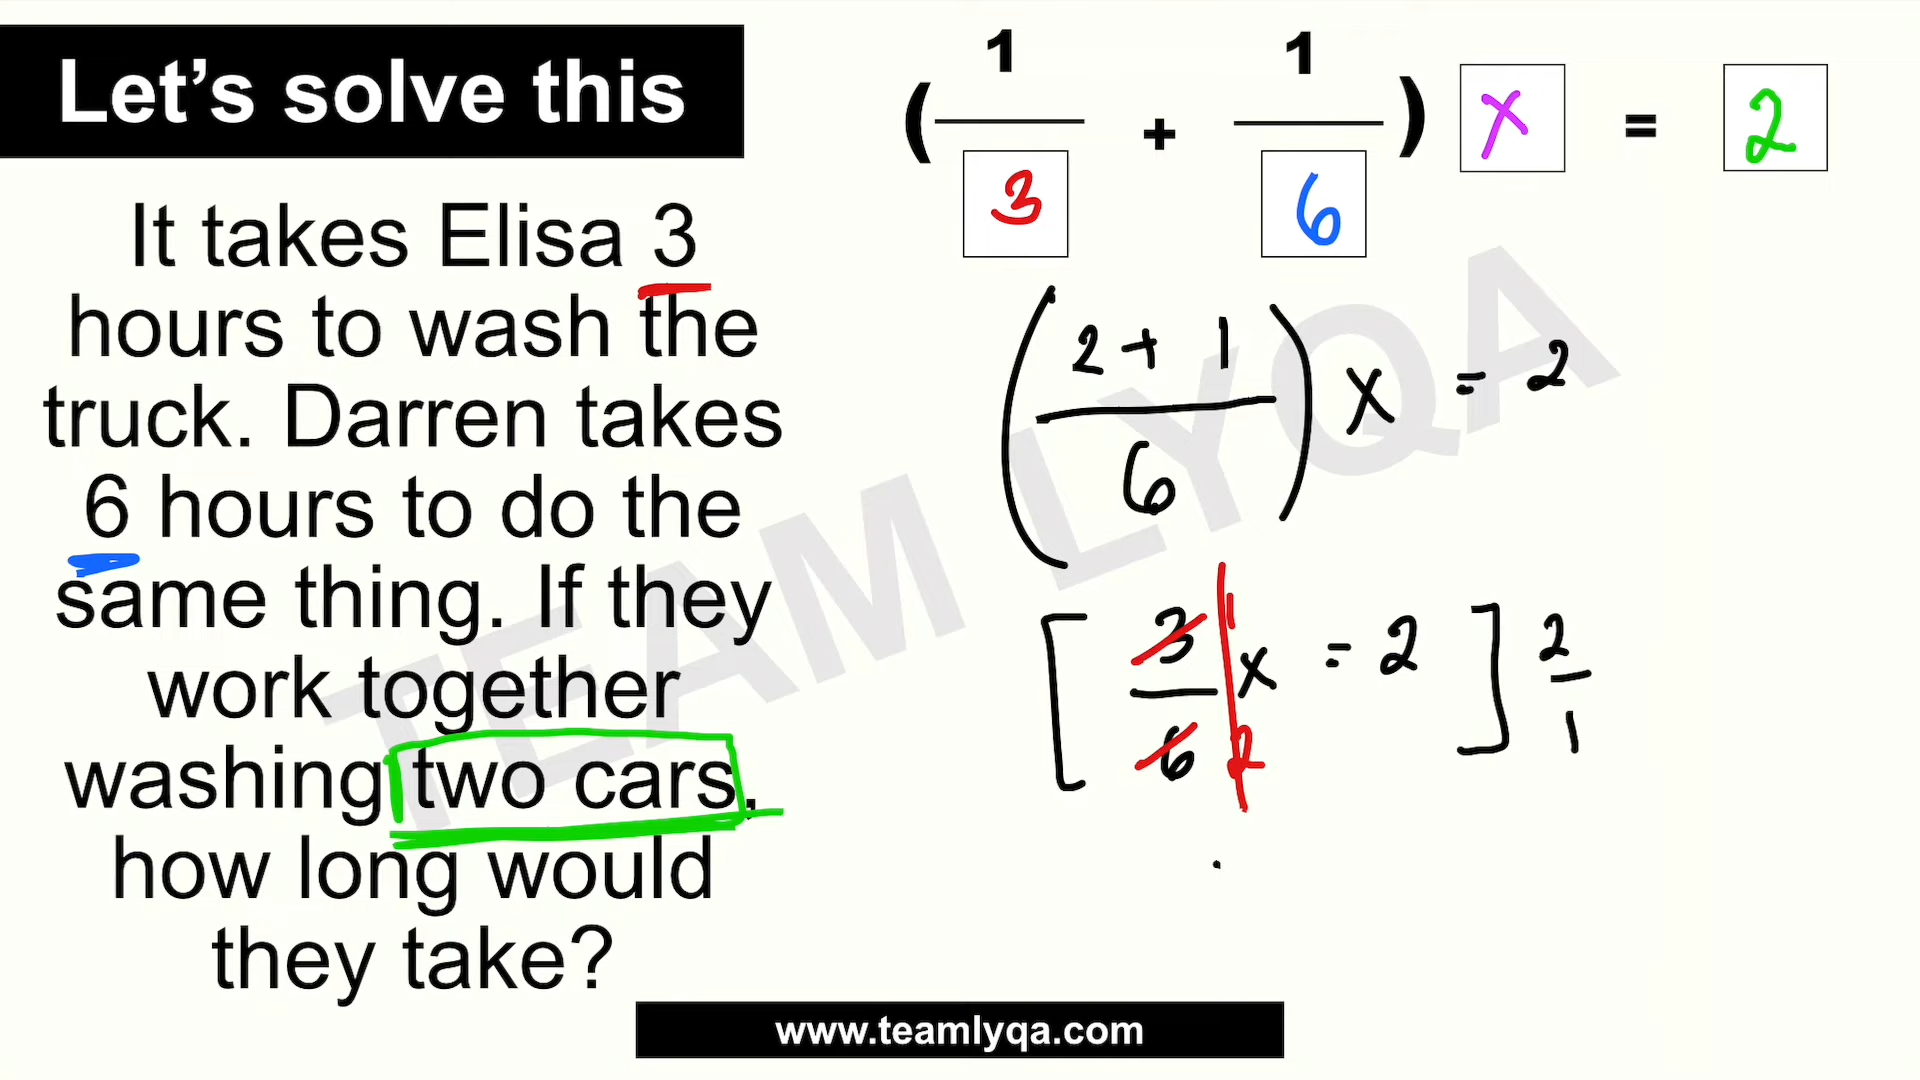 Let's solve this
It takes Elisa 3
hours to wash the
truck. Darren takes
6 hours to do the
same thing. If they
work together
washing two cars,
how long would
they take?
( 1/3 + 1/6 ) x = 2
( 2 + 1 / 6 ) x = 2
[ 3/6 1/2 x = 2 ] 2/1
TEAM LYQA
www.teamlyqa.com